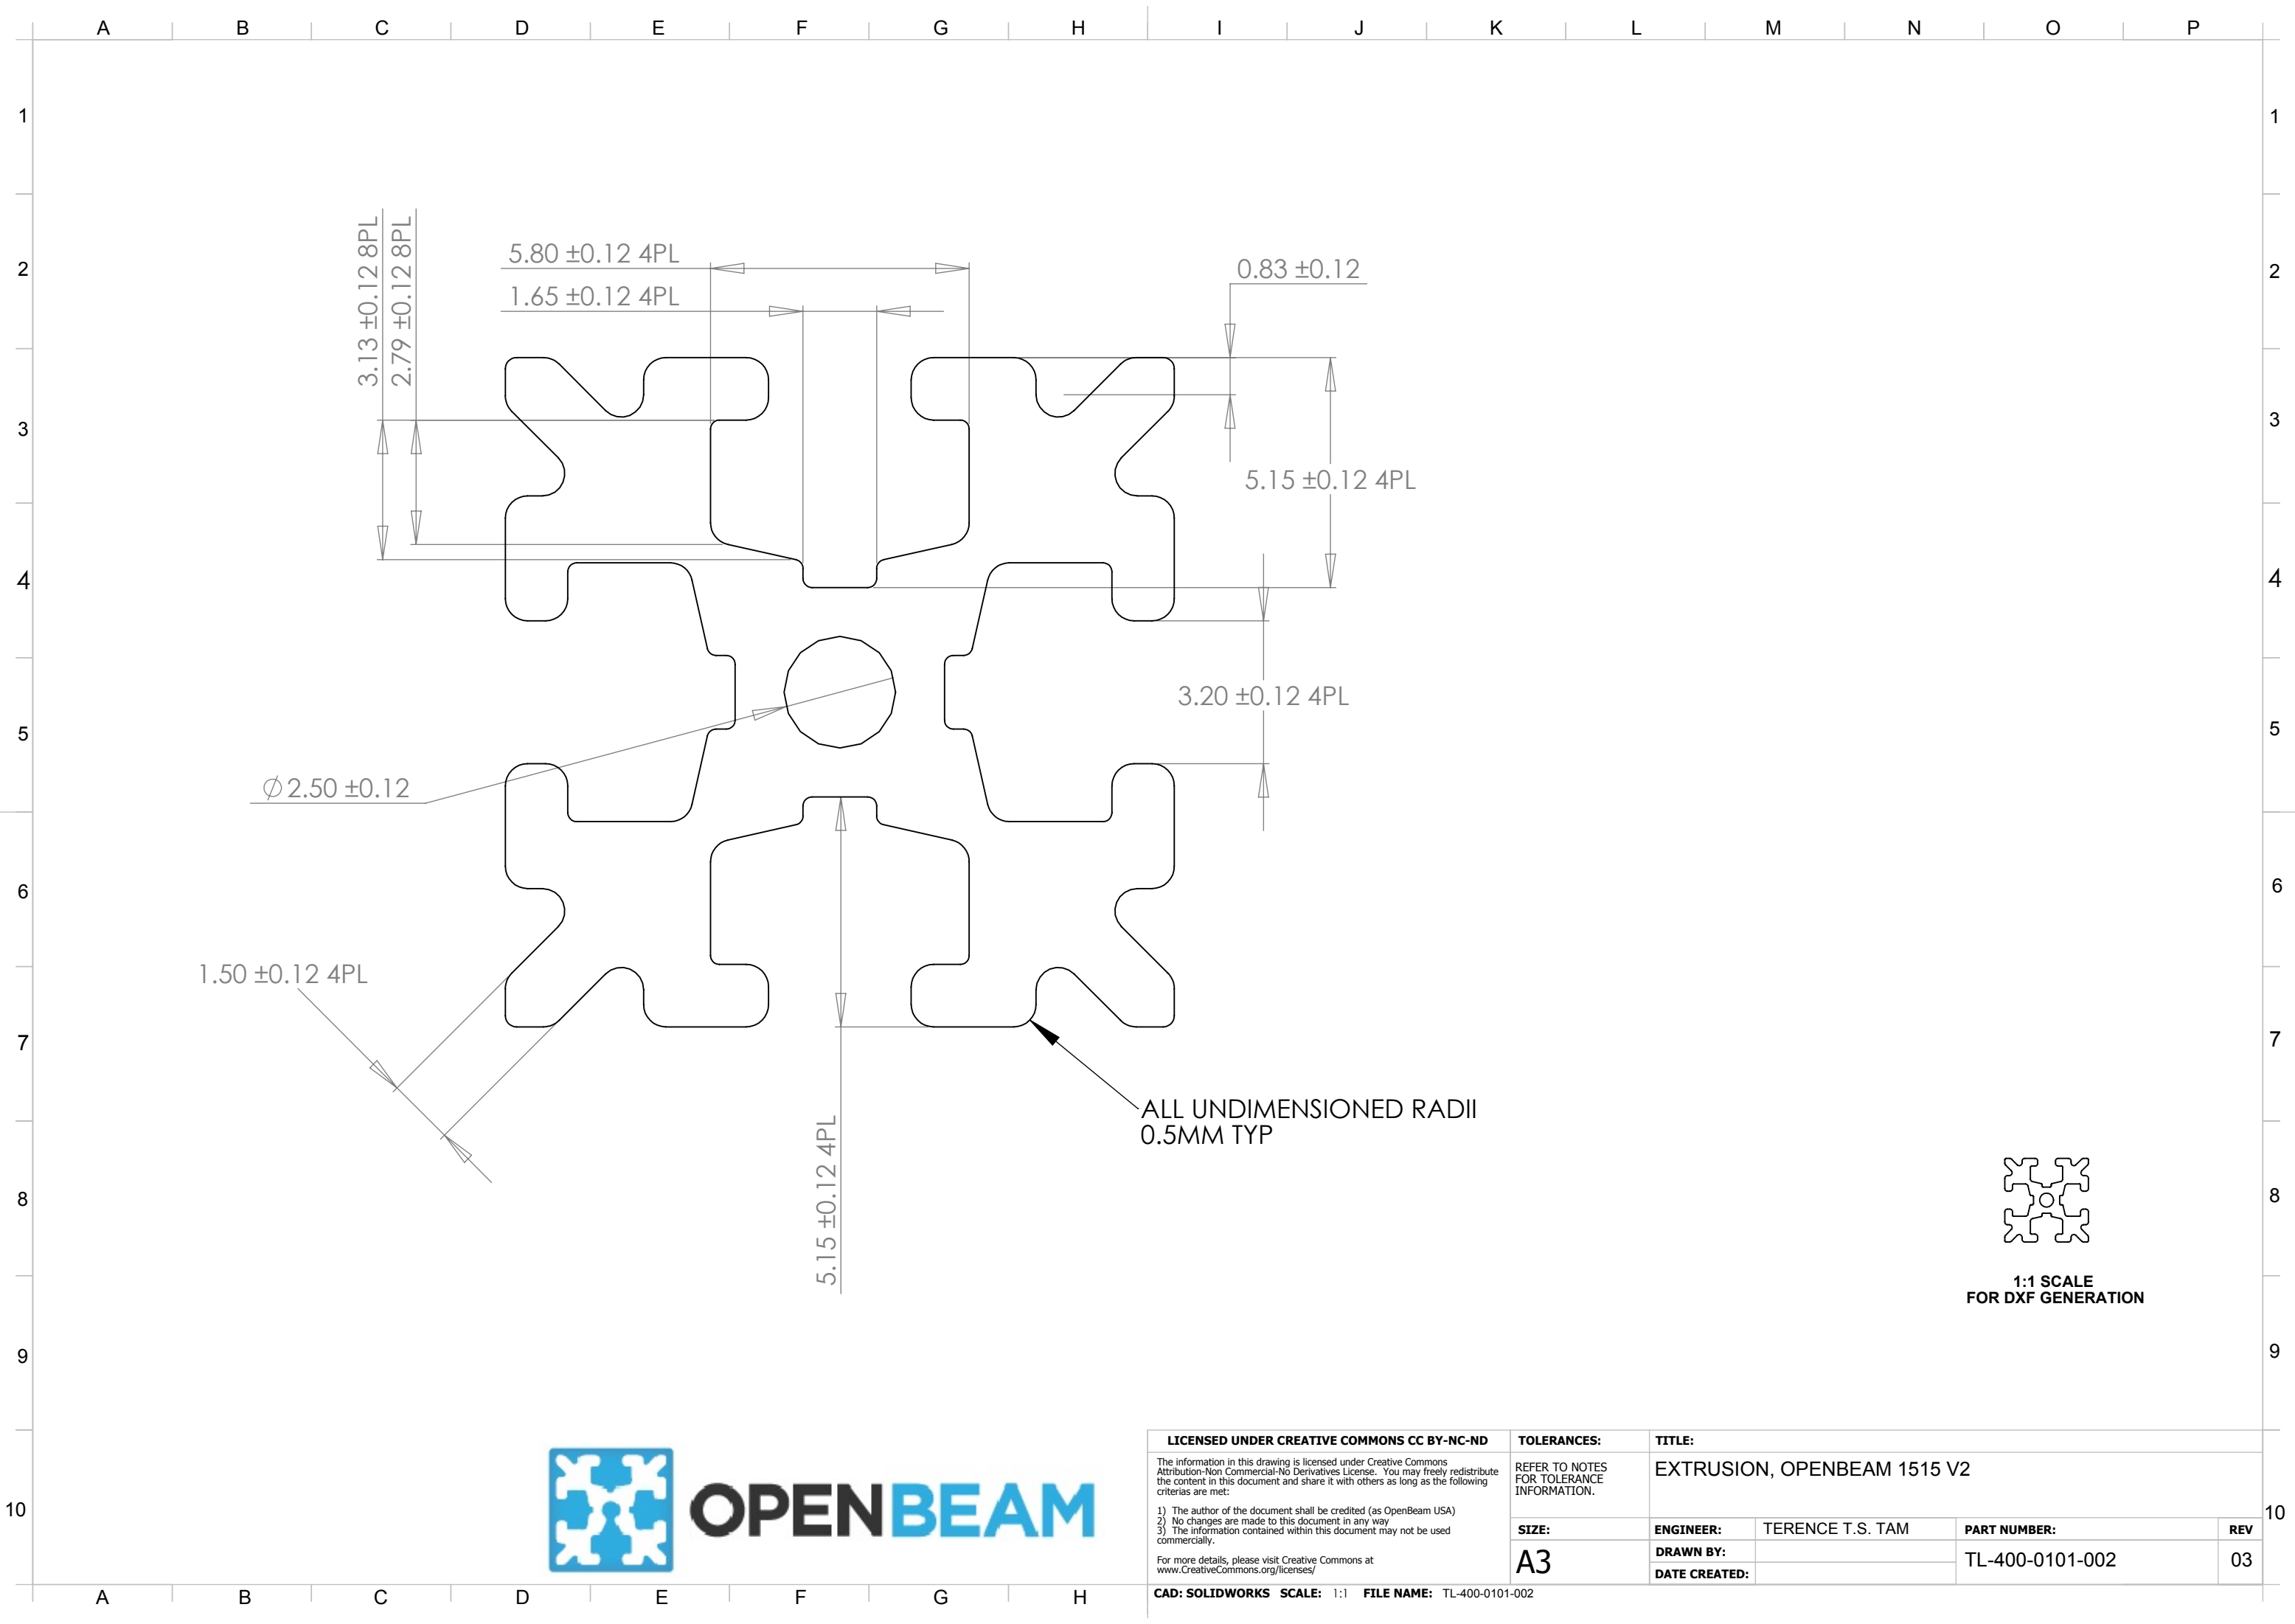 A B C D E F G H I J K L M N O P
1 1
2 2
3 3
4 4
5 5
6 6
7 7
8 8
9 9
10 10
3.13 ±0.12 8PL
2.79 ±0.12 8PL
5.80 ±0.12 4PL
1.65 ±0.12 4PL
0.83 ±0.12
5.15 ±0.12 4PL
3.20 ±0.12 4PL
∅2.50 ±0.12
1.50 ±0.12 4PL
5.15 ±0.12 4PL
ALL UNDIMENSIONED RADII
0.5MM TYP
1:1 SCALE
FOR DXF GENERATION
OPENBEAM
LICENSED UNDER CREATIVE COMMONS CC BY-NC-ND
The information in this drawing is licensed under Creative Commons
Attribution-Non Commercial-No Derivatives License. You may freely redistribute
the content in this document and share it with others as long as the following
criterias are met:
1) The author of the document shall be credited (as OpenBeam USA)
2) No changes are made to this document in any way
3) The information contained within this document may not be used
commercially.
For more details, please visit Creative Commons at
www.CreativeCommons.org/licenses/
TOLERANCES:
REFER TO NOTES
FOR TOLERANCE
INFORMATION.
TITLE:
EXTRUSION, OPENBEAM 1515 V2
SIZE:
A3
ENGINEER: TERENCE T.S. TAM
DRAWN BY:
DATE CREATED:
PART NUMBER:
TL-400-0101-002
REV
03
CAD: SOLIDWORKS SCALE: 1:1 FILE NAME: TL-400-0101-002
A B C D E F G H